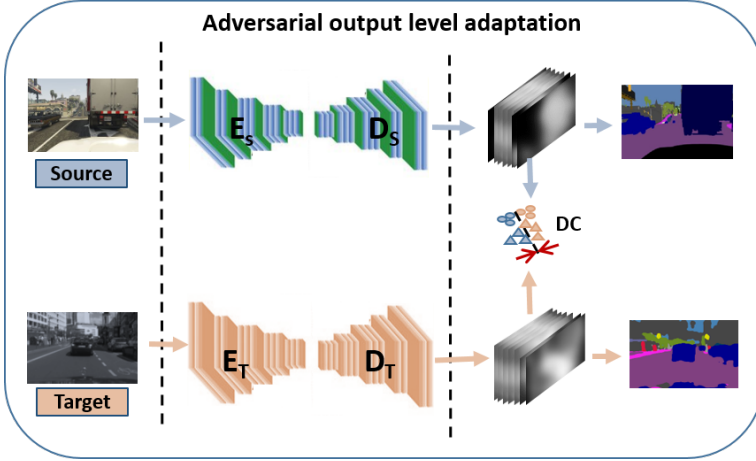 Adversarial output level adaptation
Es
Ds
Source
DC
ET
DT
Target